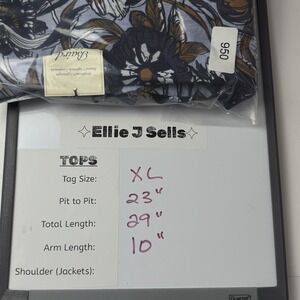 950
Ellie J Sells
TOPS
Tag Size: XL
Pit to Pit: 23"
Total Length: 29"
Arm Length: 10"
Shoulder (Jackets):